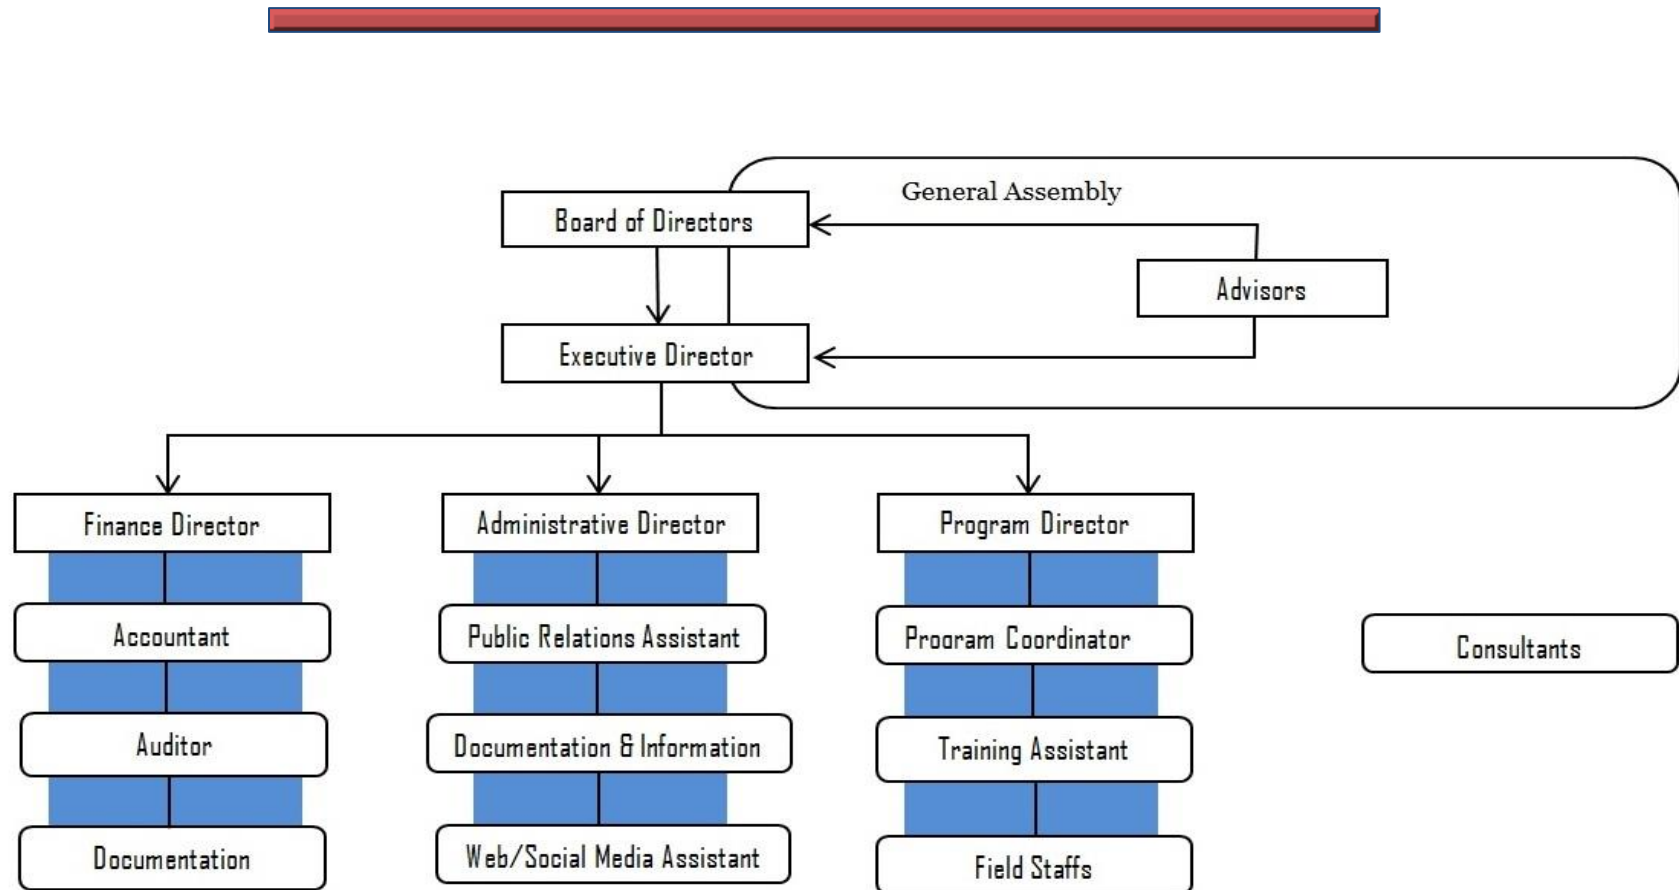 General Assembly
Board of Directors
Advisors
Executive Director
Finance Director
Administrative Director
Program Director
Accountant
Public Relations Assistant
Program Coordinator
Consultants
Auditor
Documentation & Information
Training Assistant
Documentation
Web/Social Media Assistant
Field Staffs